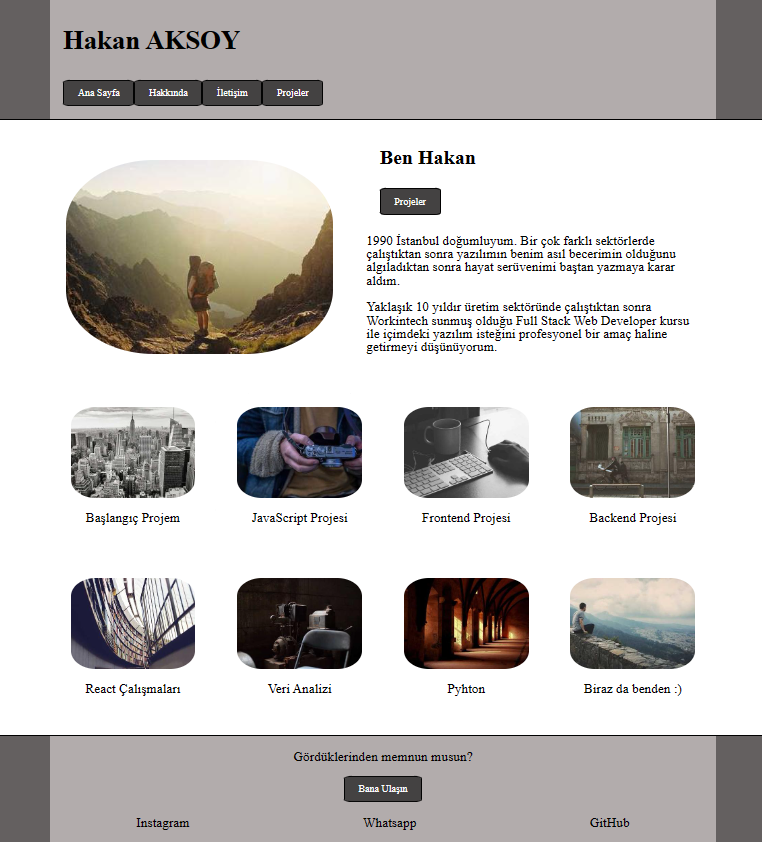 Hakan AKSOY
Ana Sayfa Hakkında İletişim Projeler
Ben Hakan
Projeler
1990 İstanbul doğumluyum. Bir çok farklı sektörlerde
çalıştıktan sonra yazılımın benim asıl becerimin olduğunu
algıladıktan sonra hayat serüvenimi baştan yazmaya karar
aldım.
Yaklaşık 10 yıldır üretim sektöründe çalıştıktan sonra
Workintech sunmuş olduğu Full Stack Web Developer kursu
ile içimdeki yazılım isteğini profesyonel bir amaç haline
getirmeyi düşünüyorum.
Başlangıç Projem JavaScript Projesi Frontend Projesi Backend Projesi
React Çalışmaları Veri Analizi Pyhton Biraz da benden :)
Gördüklerinden memnun musun?
Bana Ulaşın
Instagram Whatsapp GitHub